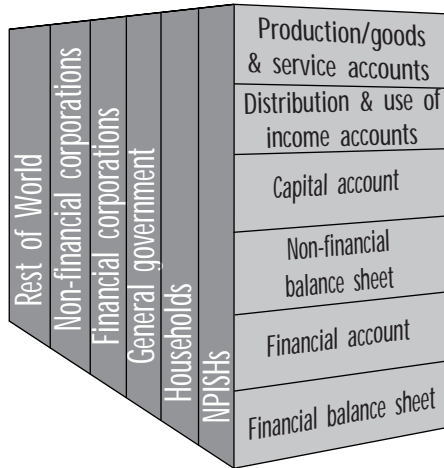 Rest of World
Non-financial corporations
Financial corporations
General government
Households
NPISHs
Production/goods
& service accounts
Distribution & use of
income accounts
Capital account
Non-financial
balance sheet
Financial account
Financial balance sheet